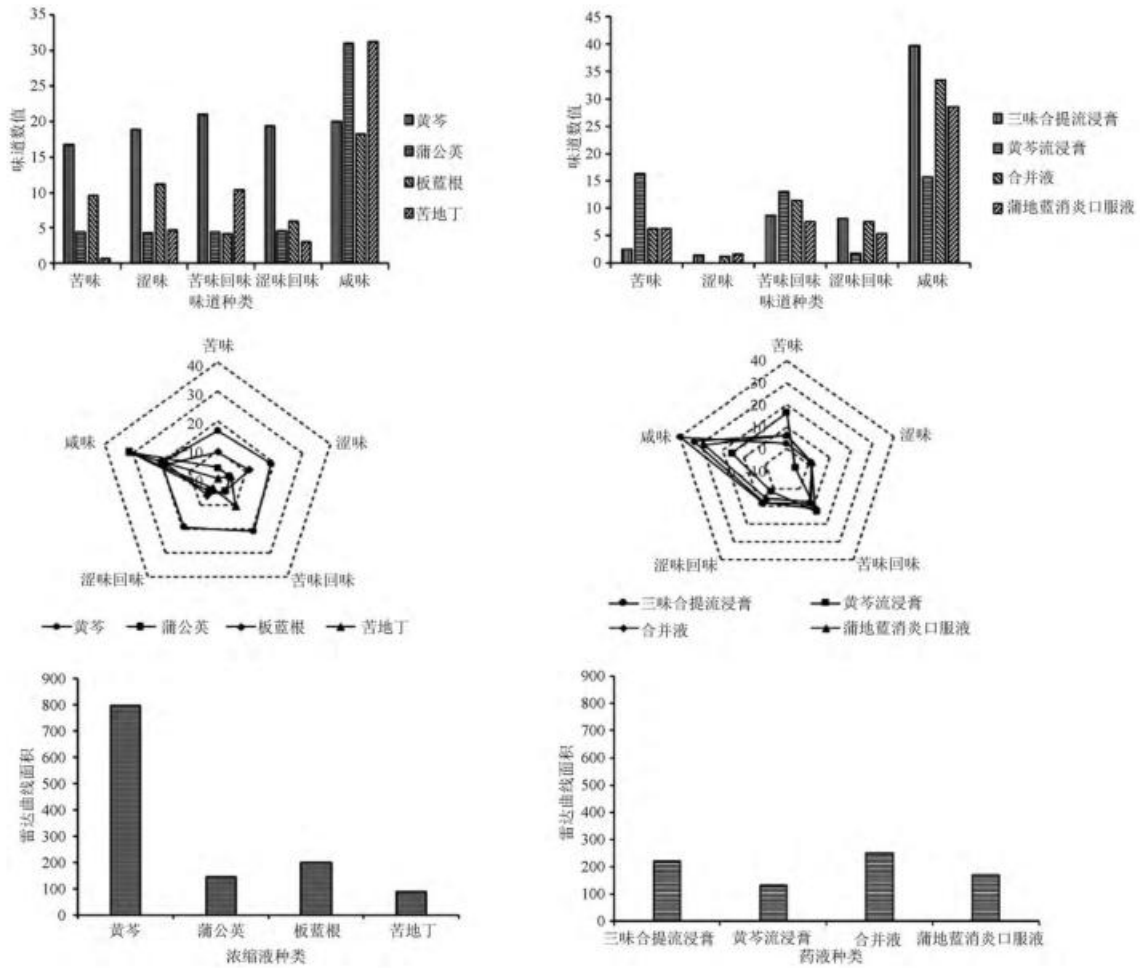 35
30
25
20
15
10
5
0
味道数值
苦味 涩味 苦味回味 涩味回味 咸味
味道种类
黄芩
蒲公英
板蓝根
苦地丁
45
40
35
30
25
20
15
10
5
0
味道数值
苦味 涩味 苦味回味 涩味回味 咸味
味道种类
三味合提流浸膏
黄芩流浸膏
合并液
蒲地蓝消炎口服液
苦味
40
30
20
10
咸味
涩味
涩味回味
苦味回味
黄芩 蒲公英 板蓝根 苦地丁
苦味
40
30
20
10
0
咸味
涩味
涩味回味
苦味回味
三味合提流浸膏 黄芩流浸膏
合并液 蒲地蓝消炎口服液
900
800
700
600
500
400
300
200
100
0
雷达曲线面积
黄芩 蒲公英 板蓝根 苦地丁
浓缩液种类
900
800
700
600
500
400
300
200
100
0
雷达曲线面积
三味合提流浸膏 黄芩流浸膏 合并液 蒲地蓝消炎口服液
药液种类